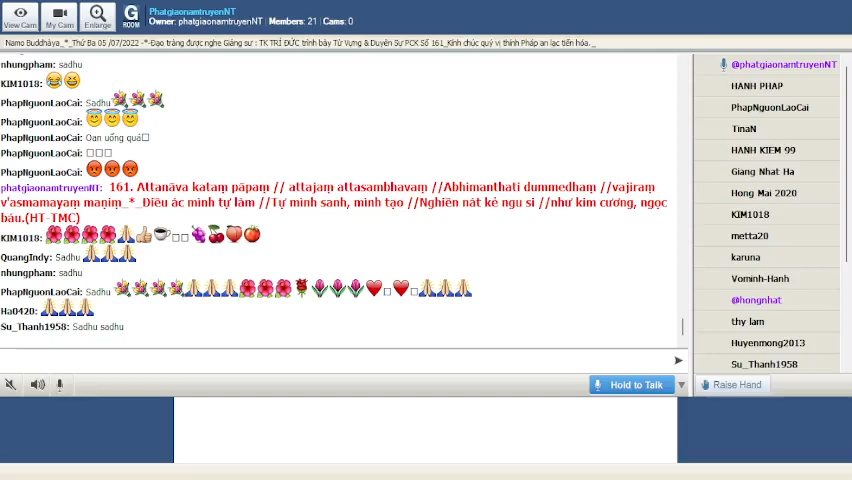 PhatgiaonamtruyenNT
Owner: phatgiaonamtruyenNT | Members: 21 | Cams: 0
View Cam
My Cam
Enlarge
G
ROOM
Namo Buddhāya_*_Thứ Ba 05 /07/2022 -*-Đạo tràng được nghe Giảng sư : TK TRÍ ĐỨC trình bày Từ Vựng & Duyên Sự PCK Số 161_Kính chúc quý vị thính Pháp an lạc tiến hóa. _
nhungpham: sadhu
KIM1018:
PhapNguonLaoCai: Sadhu
PhapNguonLaoCai:
PhapNguonLaoCai: Oan uổng quá
PhapNguonLaoCai:
PhapNguonLaoCai:
phatgiaonamtruyenNT: 161. Attanāva kataṃ pāpaṃ // attajaṃ attasambhavaṃ //Abhimanthati dummedhaṃ //vajiraṃ
v'asmamayaṃ maṇiṃ_*_Điều ác mình tự làm //Tự mình sanh, mình tạo //Nghiền nát kẻ ngu si //như kim cương, ngọc
báu.(HT-TMC)
KIM1018:
QuangIndy: Sadhu
nhungpham: sadhu
PhapNguonLaoCai: Sadhu
Ha0420:
Su_Thanh1958: Sadhu sadhu
@phatgiaonamtruyenNT
HANH PHAP
PhapNguonLaoCai
TinaN
HANH KIEM 99
Giang Nhat Ha
Hong Mai 2020
KIM1018
metta20
karuna
Vominh-Hanh
@hongnhat
thy lam
Huyenmong2013
Su_Thanh1958
Hold to Talk
Raise Hand